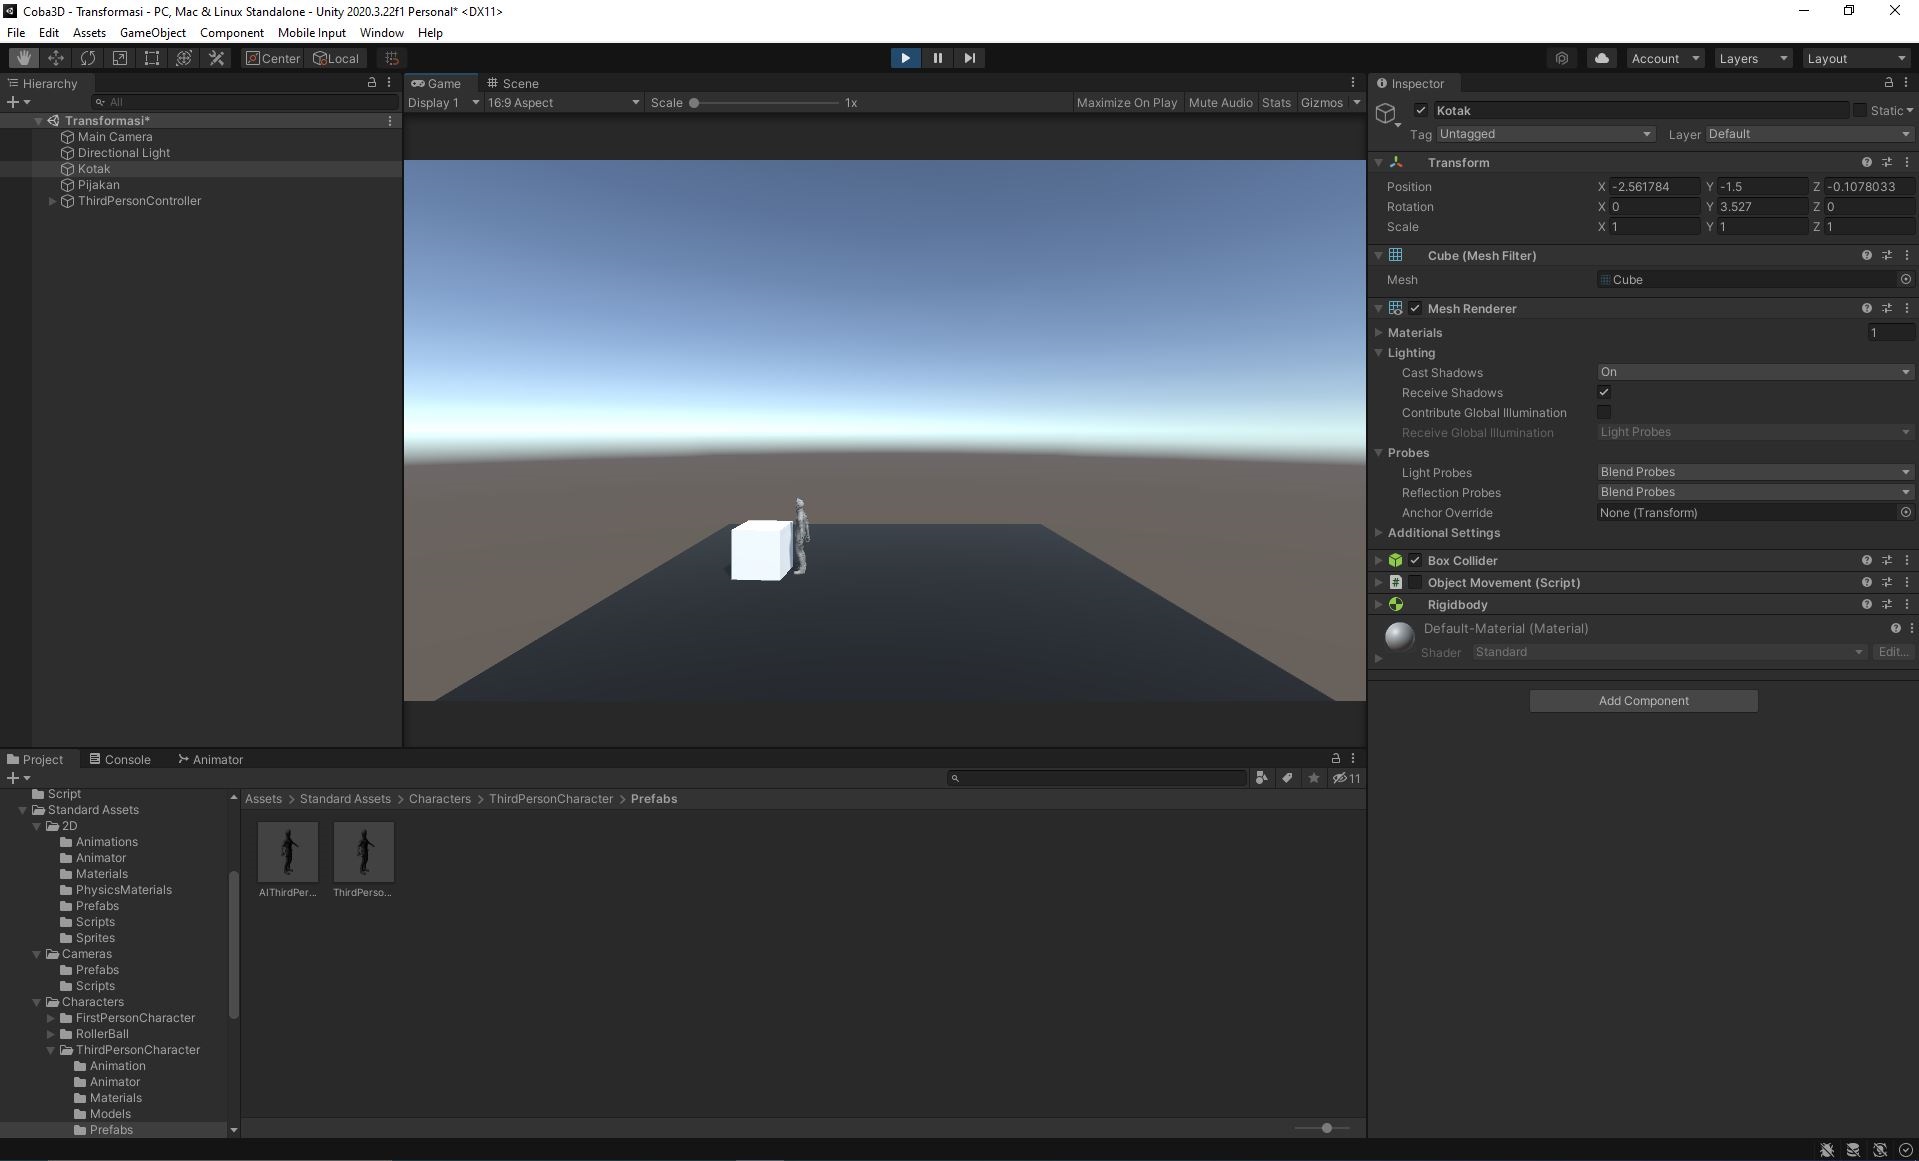 Coba3D - Transformasi - PC, Mac & Linux Standalone - Unity 2020.3.22f1 Personal* <DX11>
File Edit Assets GameObject Component Mobile Input Window Help
Center Local Account Layers Layout
Hierarchy
All
Transformasi*
Main Camera
Directional Light
Kotak
Pijakan
ThirdPersonController
Game Scene
Display 1 16:9 Aspect Scale 1x Maximize On Play Mute Audio Stats Gizmos
Inspector
Kotak Static
Tag Untagged Layer Default
Transform
Position X -2.561784 Y -1.5 Z -0.1078033
Rotation X 0 Y 3.527 Z 0
Scale X 1 Y 1 Z 1
Cube (Mesh Filter)
Mesh Cube
Mesh Renderer
Materials 1
Lighting
Cast Shadows On
Receive Shadows
Contribute Global Illumination
Receive Global Illumination Light Probes
Probes
Light Probes Blend Probes
Reflection Probes Blend Probes
Anchor Override None (Transform)
Additional Settings
Box Collider
# Object Movement (Script)
Rigidbody
Default-Material (Material)
Shader Standard Edit...
Add Component
Project Console Animator
11
Script
Standard Assets
2D
Animations
Animator
Materials
PhysicsMaterials
Prefabs
Scripts
Sprites
Cameras
Prefabs
Scripts
Characters
FirstPersonCharacter
RollerBall
ThirdPersonCharacter
Animation
Animator
Materials
Models
Prefabs
Assets > Standard Assets > Characters > ThirdPersonCharacter > Prefabs
AIThirdPer... ThirdPerso...